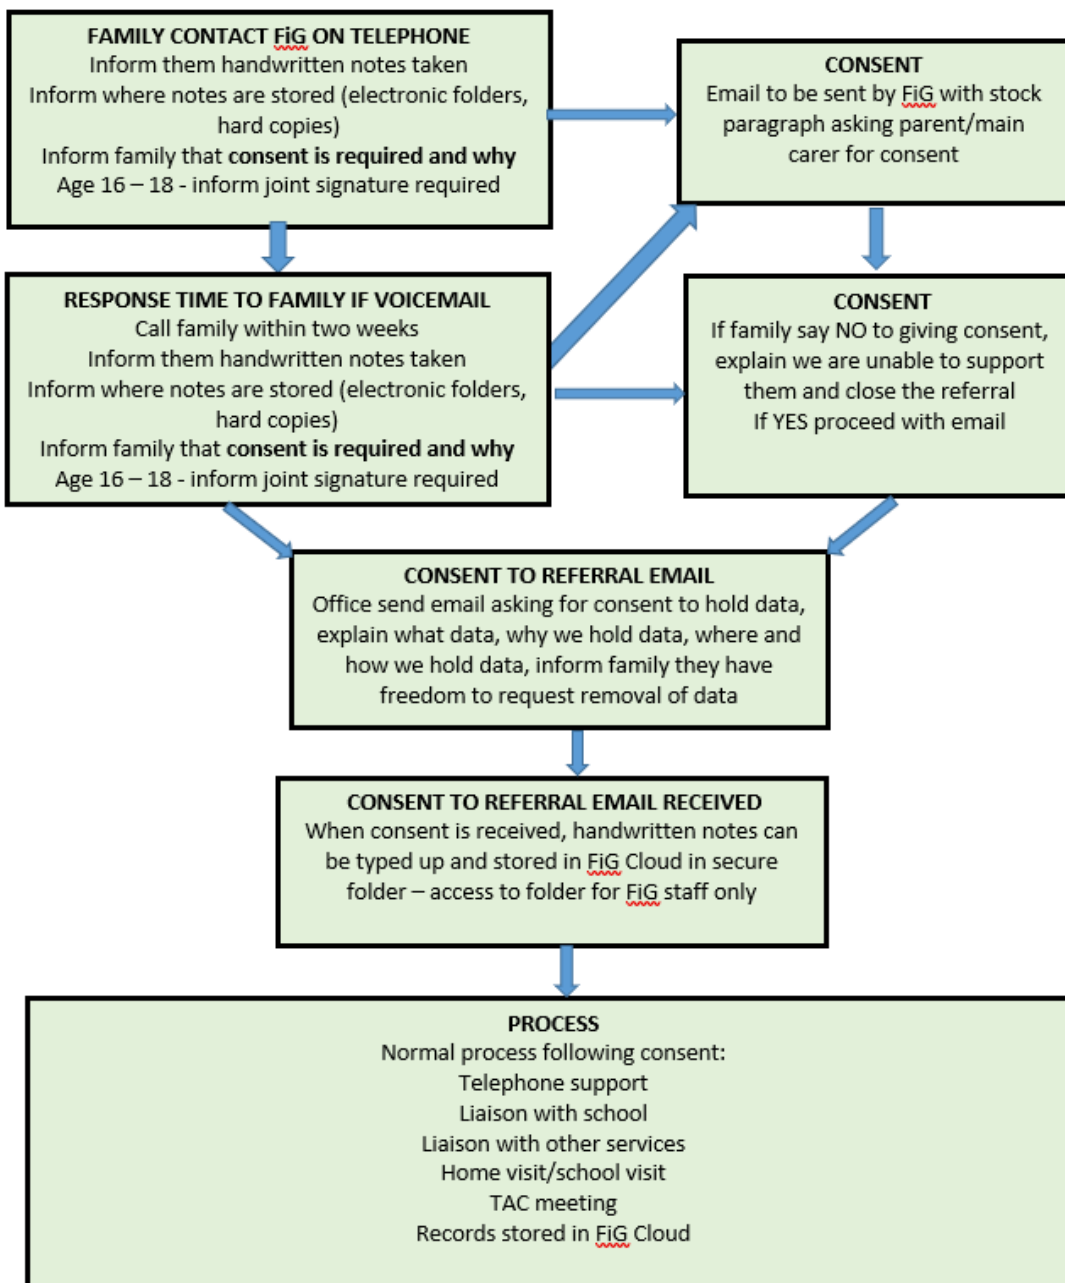 FAMILY CONTACT FiG ON TELEPHONE
Inform them handwritten notes taken
Inform where notes are stored (electronic folders,
hard copies)
Inform family that consent is required and why
Age 16 – 18 - inform joint signature required
CONSENT
Email to be sent by FiG with stock
paragraph asking parent/main
carer for consent
RESPONSE TIME TO FAMILY IF VOICEMAIL
Call family within two weeks
Inform them handwritten notes taken
Inform where notes are stored (electronic folders,
hard copies)
Inform family that consent is required and why
Age 16 – 18 - inform joint signature required
CONSENT
If family say NO to giving consent,
explain we are unable to support
them and close the referral
If YES proceed with email
CONSENT TO REFERRAL EMAIL
Office send email asking for consent to hold data,
explain what data, why we hold data, where and
how we hold data, inform family they have
freedom to request removal of data
CONSENT TO REFERRAL EMAIL RECEIVED
When consent is received, handwritten notes can
be typed up and stored in FiG Cloud in secure
folder – access to folder for FiG staff only
PROCESS
Normal process following consent:
Telephone support
Liaison with school
Liaison with other services
Home visit/school visit
TAC meeting
Records stored in FiG Cloud